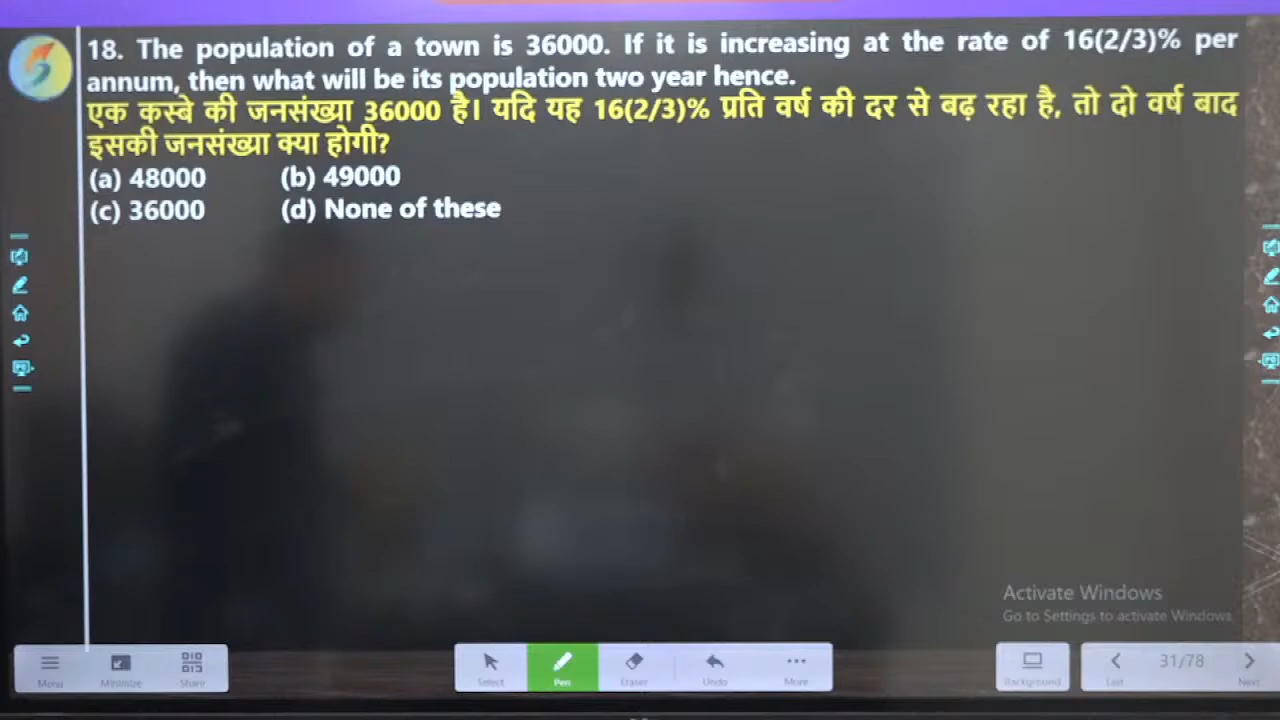 18. The population of a town is 36000. If it is increasing at the rate of 16(2/3)% per
annum, then what will be its population two year hence.
एक कस्बे की जनसंख्या 36000 है। यदि यह 16(2/3)% प्रति वर्ष की दर से बढ़ रहा है, तो दो वर्ष बाद
इसकी जनसंख्या क्या होगी?
(a) 48000 (b) 49000
(c) 36000 (d) None of these
Activate Windows
Go to Settings to activate Windows
Menu Minimize Share Select Pen Eraser Undo More Background Last 31/78 Next